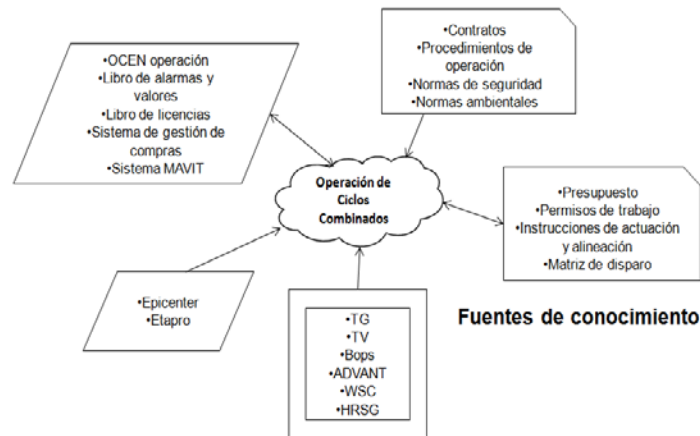 •OCEN operación
•Libro de alarmas y
valores
•Libro de licencias
•Sistema de gestión de
compras
•Sistema MAVIT
•Contratos
•Procedimientos de
operación
•Normas de seguridad
•Normas ambientales
Operación de
Ciclos
Combinados
•Presupuesto
•Permisos de trabajo
•Instrucciones de actuación
y alineación
•Matriz de disparo
•Epicenter
•Etapro
•TG
•TV
•Bops
•ADVANT
•WSC
•HRSG
Fuentes de conocimiento